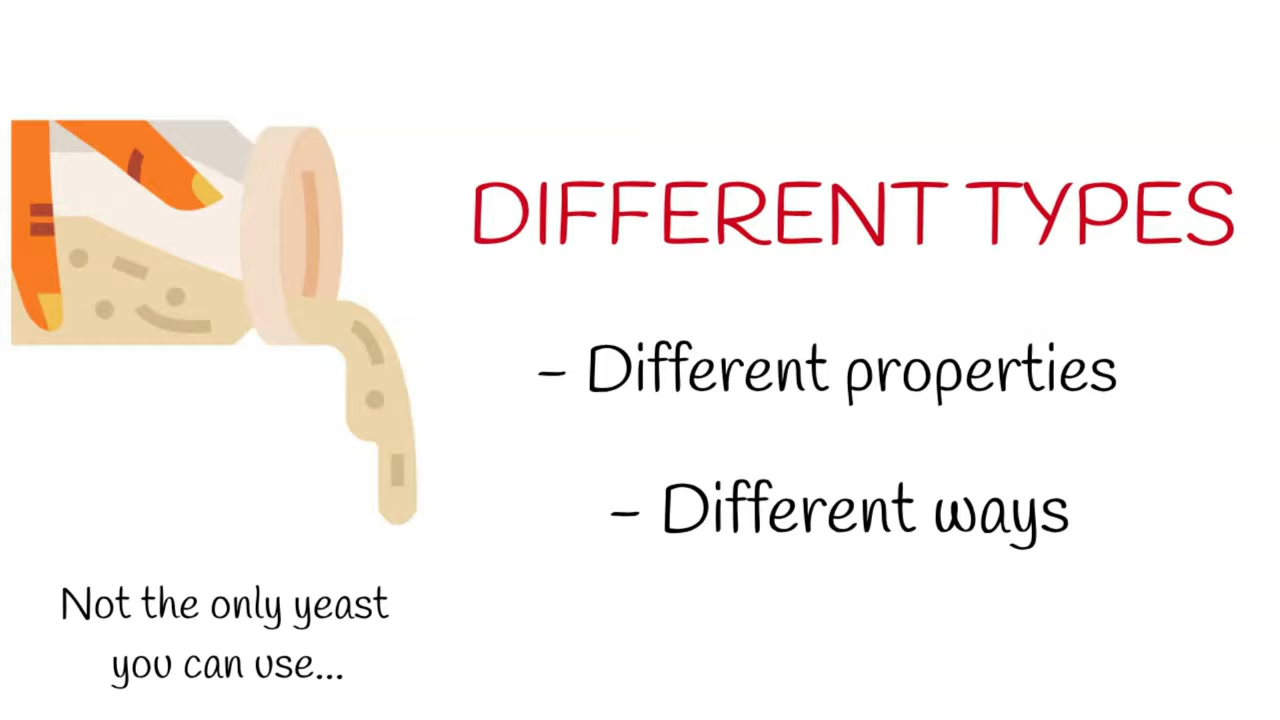 DIFFERENT TYPES
- Different properties
- Different ways
Not the only yeast
you can use...